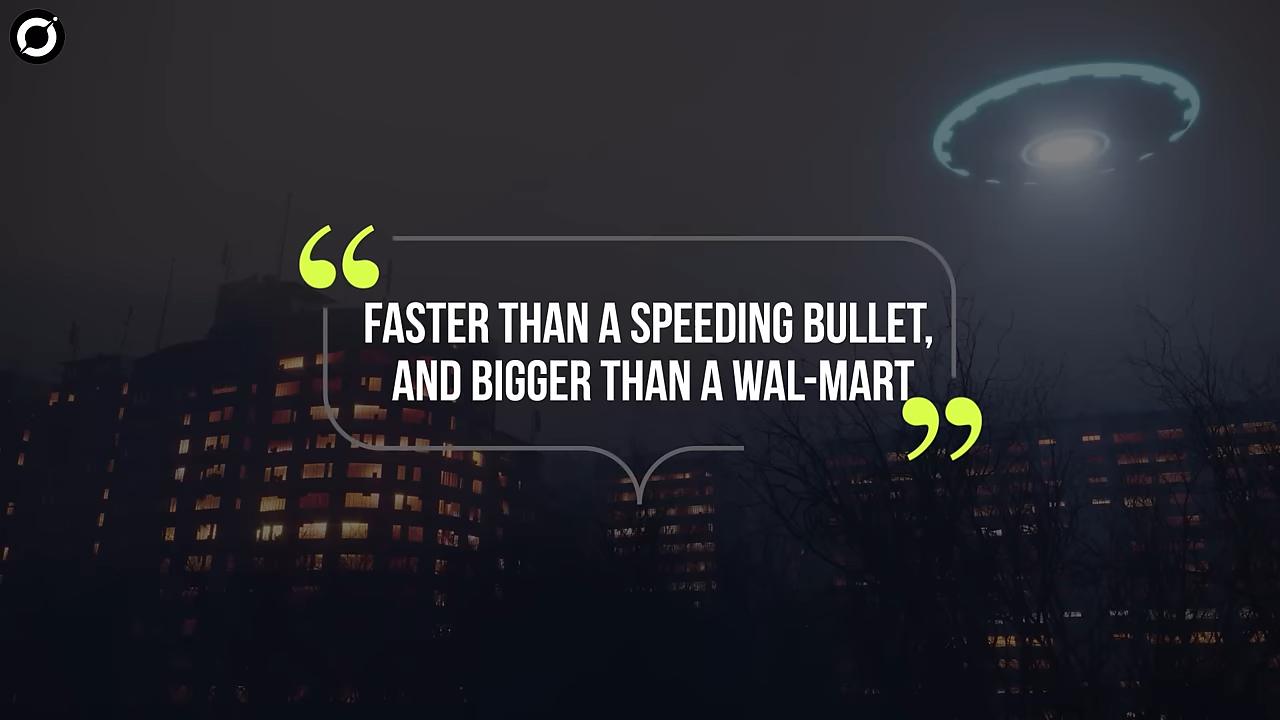 FASTER THAN A SPEEDING BULLET,
AND BIGGER THAN A WAL-MART